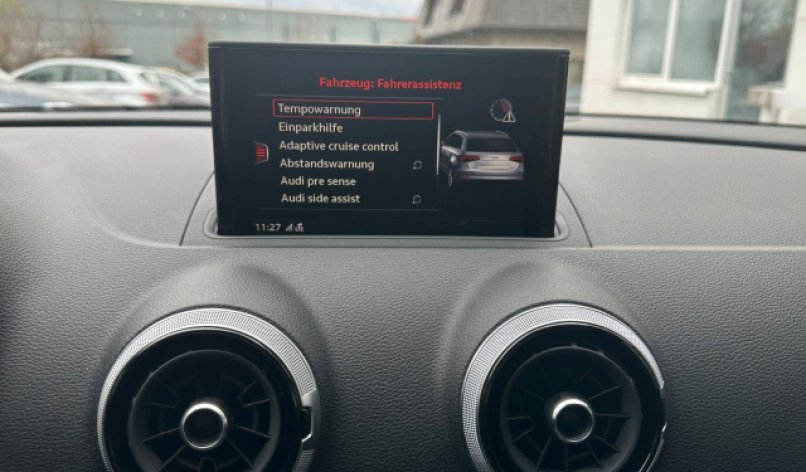 Fahrzeug: Fahrerassistenz
Tempowarnung
Einparkhilfe
Adaptive cruise control
Abstandswarnung
Audi pre sense
Audi side assist
11:27